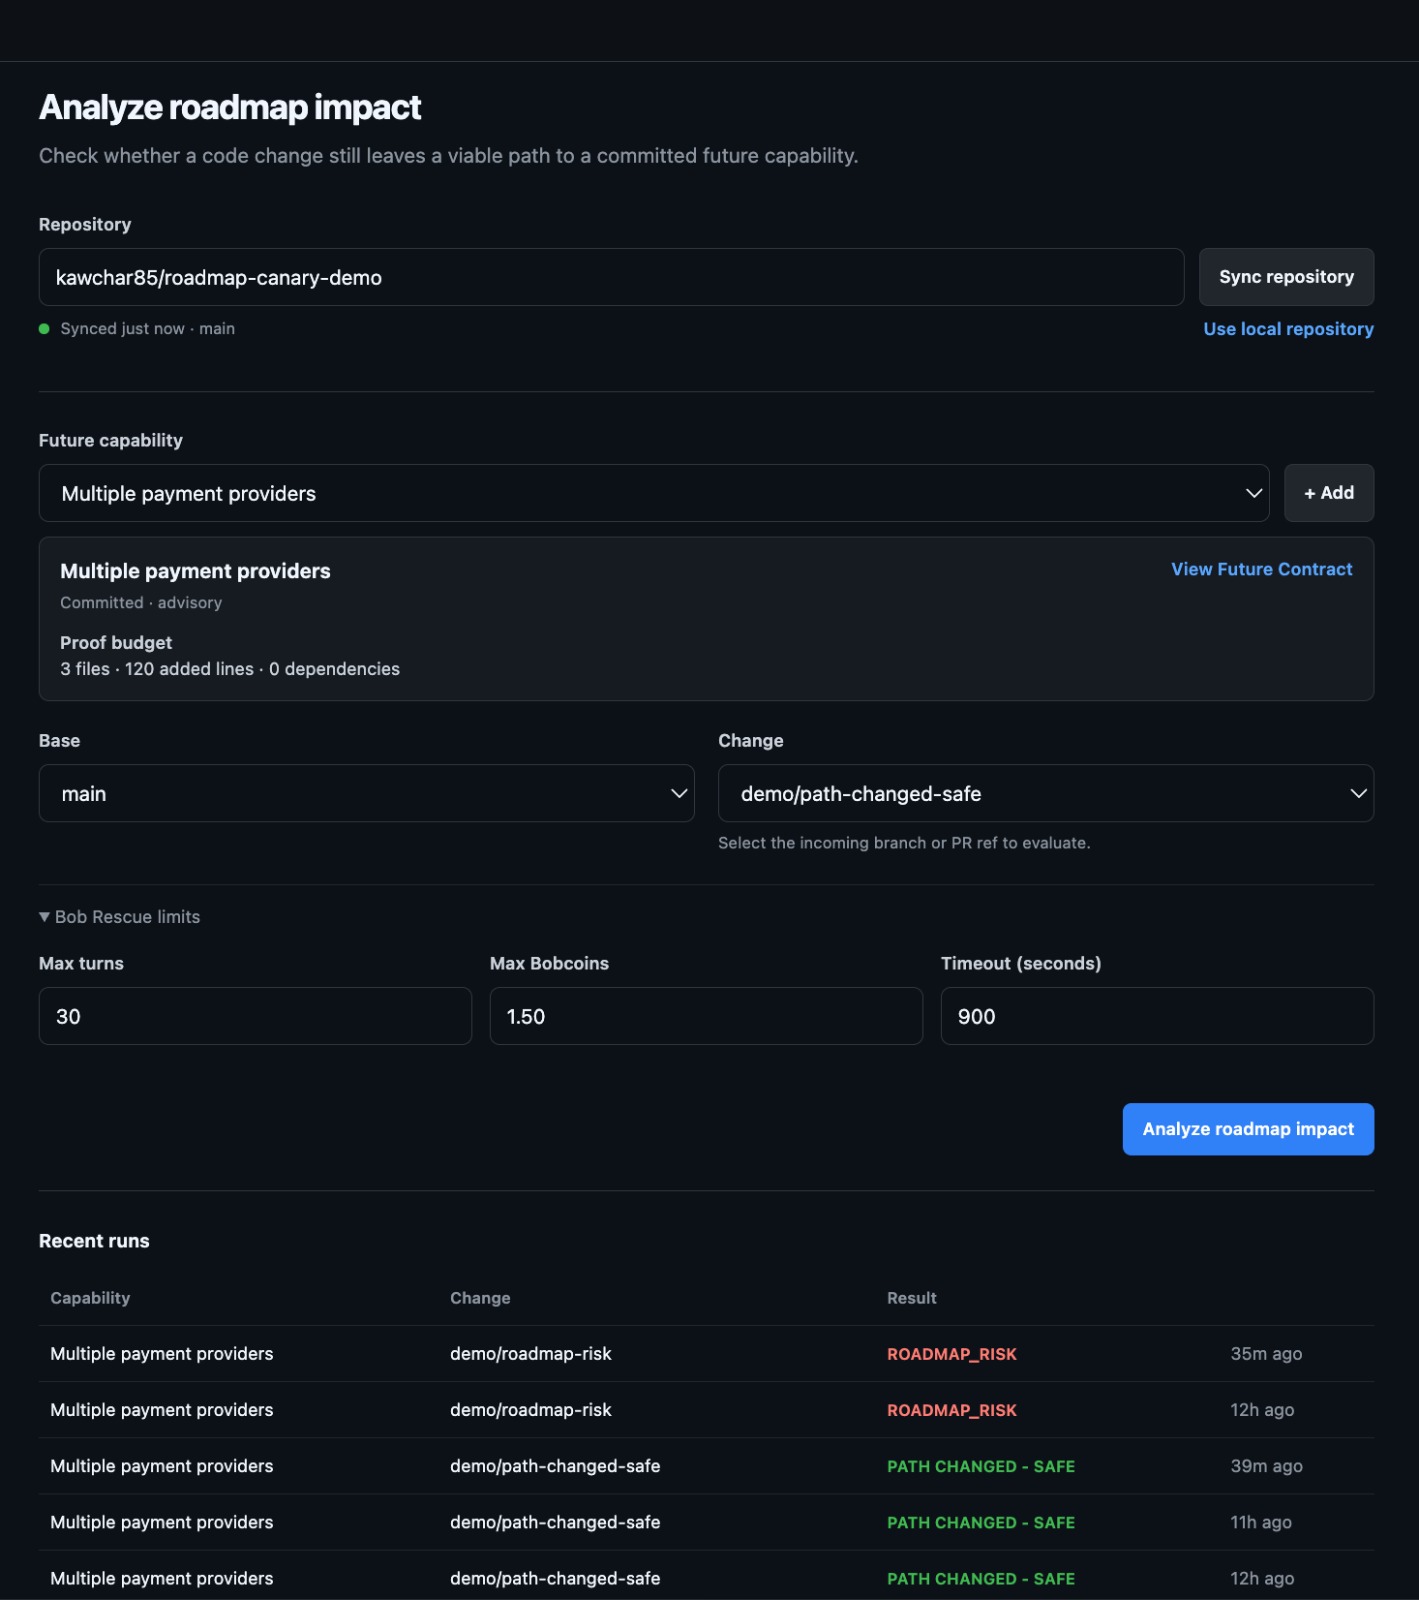 Analyze roadmap impact
Check whether a code change still leaves a viable path to a committed future capability.
Repository
kawchar85/roadmap-canary-demo
Sync repository
Synced just now · main
Use local repository
Future capability
Multiple payment providers
+ Add
Multiple payment providers
View Future Contract
Committed · advisory
Proof budget
3 files · 120 added lines · 0 dependencies
Base
Change
main
demo/path-changed-safe
Select the incoming branch or PR ref to evaluate.
▼ Bob Rescue limits
Max turns
Max Bobcoins
Timeout (seconds)
30
1.50
900
Analyze roadmap impact
Recent runs
Capability Change Result
Multiple payment providers demo/roadmap-risk ROADMAP_RISK 35m ago
Multiple payment providers demo/roadmap-risk ROADMAP_RISK 12h ago
Multiple payment providers demo/path-changed-safe PATH CHANGED - SAFE 39m ago
Multiple payment providers demo/path-changed-safe PATH CHANGED - SAFE 11h ago
Multiple payment providers demo/path-changed-safe PATH CHANGED - SAFE 12h ago